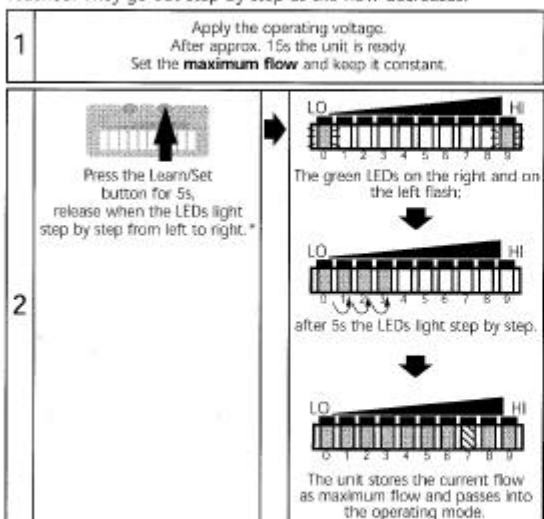 1
Apply the operating voltage.
After approx. 15s the unit is ready.
Set the maximum flow and keep it constant.
2
Press the Learn/Set
button for 5s,
release when the LEDs light
step by step from left to right.*
LO HI
0 1 2 3 4 5 6 7 8 9
The green LEDs on the right and on
the left flash;
LO HI
0 1 2 3 4 5 6 7 8 9
after 5s the LEDs light step by step.
LO HI
0 1 2 3 4 5 6 7 8 9
The unit stores the current flow
as maximum flow and passes into
the operating mode.